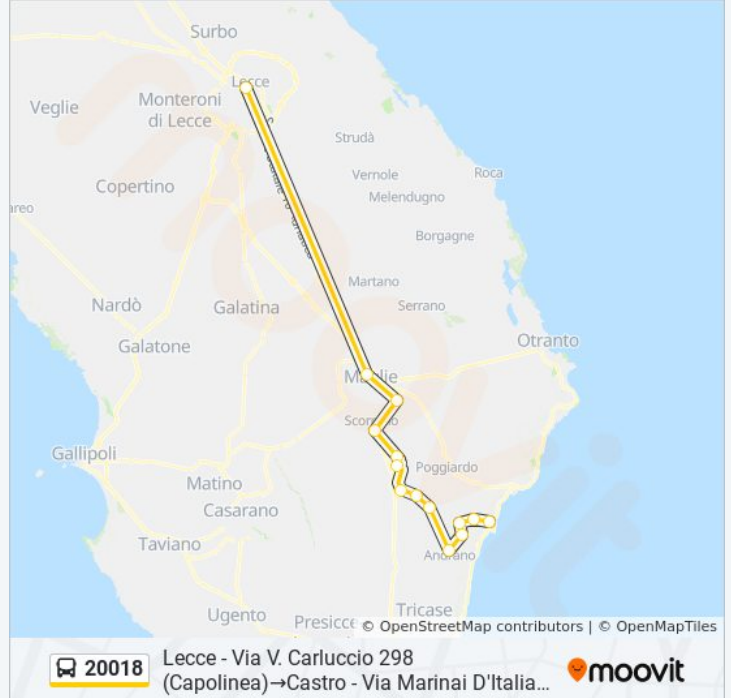 Surbo
Lecce
Veglie
Monteroni
di Lecce
Strudà
Vernole
Roca
Copertino
Melendugno
areo
Borgagne
Martano
Nardò
Galatina
Serrano
Galatone
Otranto
Maglie
Gallipoli
Poggiardo
Matino
Casarano
Taviano
Andrano
Ugento
Presicce
Tricase
© OpenStreetMap contributors | © OpenMapTiles
20018
Lecce - Via V. Carluccio 298
(Capolinea)→Castro - Via Marinai D'Italia...
moovit